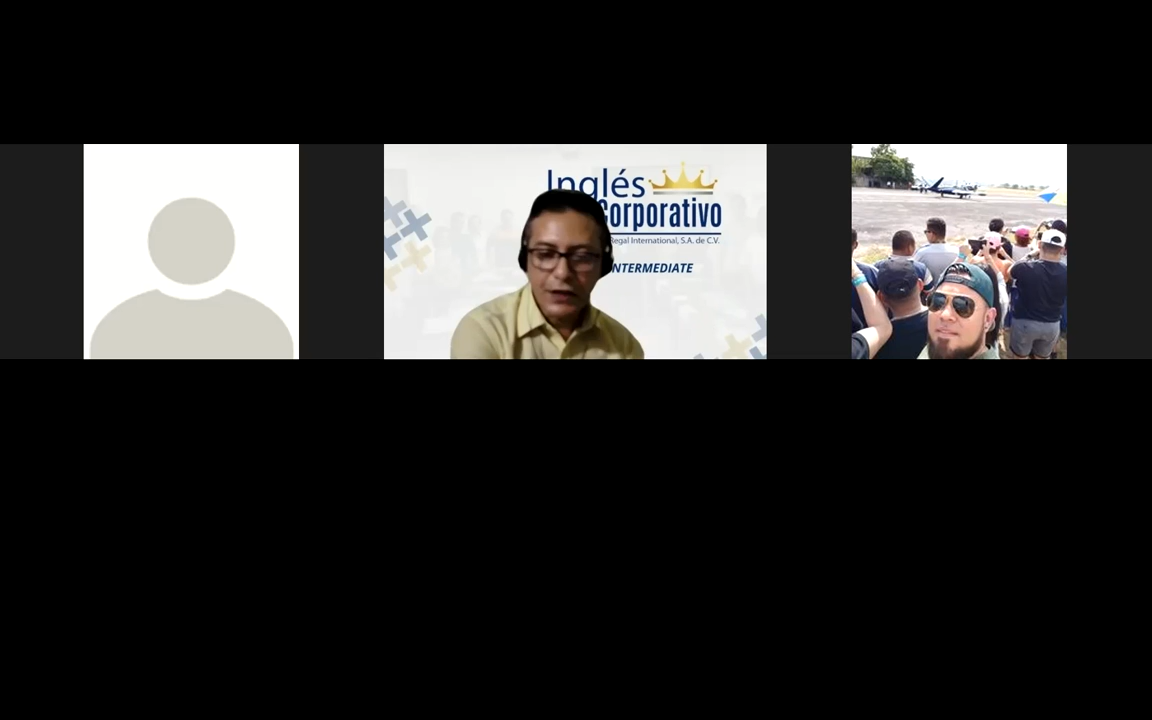 Inglés
Corporativo
Regal International, S.A. de C.V.
INTERMEDIATE